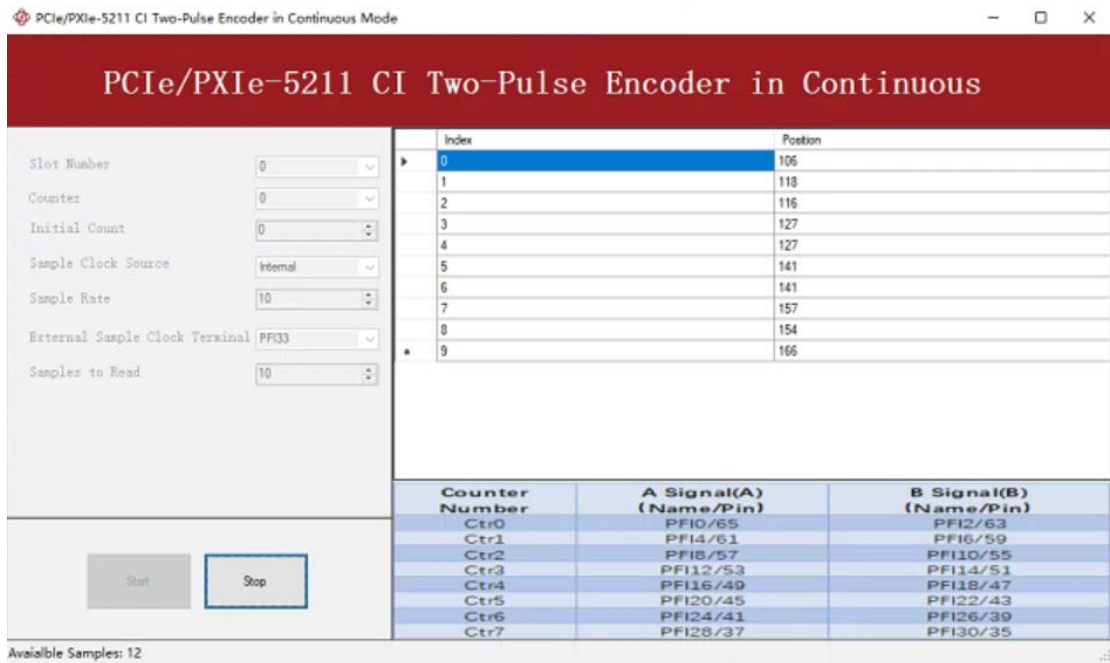 PCIe/PXIe-5211 CI Two-Pulse Encoder in Continuous Mode
PCIe/PXIe-5211 CI Two-Pulse Encoder in Continuous
Slot Number 0
Counter 0
Initial Count 0
Sample Clock Source Internal
Sample Rate 10
External Sample Clock Terminal PFI33
Samples to Read 10
Start Stop
Index Position
0 106
1 118
2 116
3 127
4 127
5 141
6 141
7 157
8 154
9 166
Counter Number A Signal(A) (Name/Pin) B Signal(B) (Name/Pin)
Ctr0 PFI0/65 PFI2/63
Ctr1 PFI4/61 PFI6/59
Ctr2 PFI8/57 PFI10/55
Ctr3 PFI12/53 PFI14/51
Ctr4 PFI16/49 PFI18/47
Ctr5 PFI20/45 PFI22/43
Ctr6 PFI24/41 PFI26/39
Ctr7 PFI28/37 PFI30/35
Avaialble Samples: 12